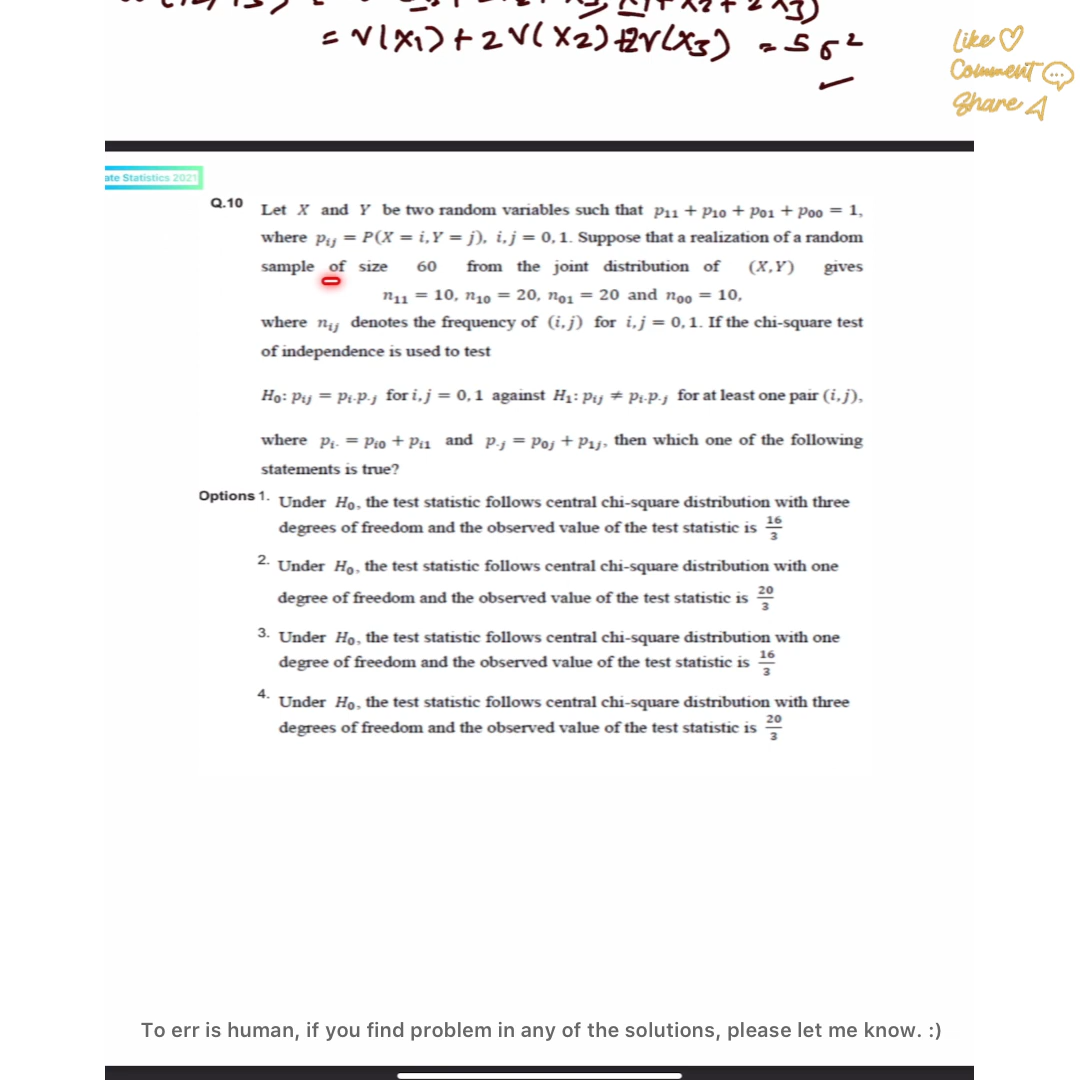 = V(X1) + 2V(X2) + 2V(X3) = 5σ²
Like
Comment
Share
ate Statistics 2021
Q.10 Let X and Y be two random variables such that p₁₁ + p₁₀ + p₀₁ + p₀₀ = 1,
where pᵢⱼ = P(X = i, Y = j), i, j = 0, 1. Suppose that a realization of a random
sample of size 60 from the joint distribution of (X, Y) gives
n₁₁ = 10, n₁₀ = 20, n₀₁ = 20 and n₀₀ = 10,
where nᵢⱼ denotes the frequency of (i, j) for i, j = 0, 1. If the chi-square test
of independence is used to test
H₀: pᵢⱼ = pᵢ.p.ⱼ for i, j = 0, 1 against H₁: pᵢⱼ ≠ pᵢ.p.ⱼ for at least one pair (i, j),
where pᵢ. = pᵢ₀ + pᵢ₁ and p.ⱼ = p₀ⱼ + p₁ⱼ, then which one of the following
statements is true?
Options 1. Under H₀, the test statistic follows central chi-square distribution with three
degrees of freedom and the observed value of the test statistic is 16/3
2. Under H₀, the test statistic follows central chi-square distribution with one
degree of freedom and the observed value of the test statistic is 20/3
3. Under H₀, the test statistic follows central chi-square distribution with one
degree of freedom and the observed value of the test statistic is 16/3
4. Under H₀, the test statistic follows central chi-square distribution with three
degrees of freedom and the observed value of the test statistic is 20/3
To err is human, if you find problem in any of the solutions, please let me know. :)